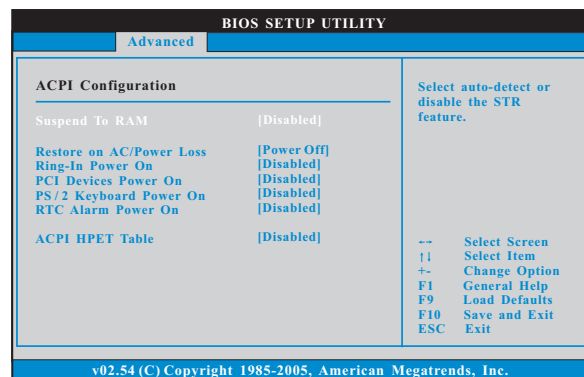 BIOS SETUP UTILITY
Advanced
ACPI Configuration
Suspend To RAM [Disabled]
Restore on AC/Power Loss [Power Off]
Ring-In Power On [Disabled]
PCI Devices Power On [Disabled]
PS / 2 Keyboard Power On [Disabled]
RTC Alarm Power On [Disabled]
ACPI HPET Table [Disabled]
Select auto-detect or
disable the STR
feature.
↔ Select Screen
↑↓ Select Item
+- Change Option
F1 General Help
F9 Load Defaults
F10 Save and Exit
ESC Exit
v02.54 (C) Copyright 1985-2005, American Megatrends, Inc.